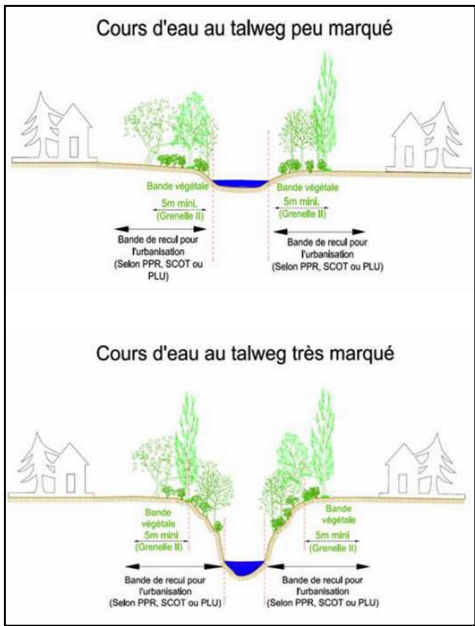 Cours d'eau au talweg peu marqué
Bande végétale
5m mini.
(Grenelle II)
Bande végétale
5m mini.
(Grenelle II)
Bande de recul pour
l'urbanisation
(Selon PPR, SCOT ou
PLU)
Bande de recul pour
l'urbanisation
(Selon PPR, SCOT ou PLU)
Cours d'eau au talweg très marqué
Bande
végétale
5m mini
(Grenelle II)
Bande
végétale
5m mini
(Grenelle II)
Bande de recul pour
l'urbanisation
(Selon PPR, SCOT ou PLU)
Bande de recul pour
l'urbanisation
(Selon PPR, SCOT ou PLU)